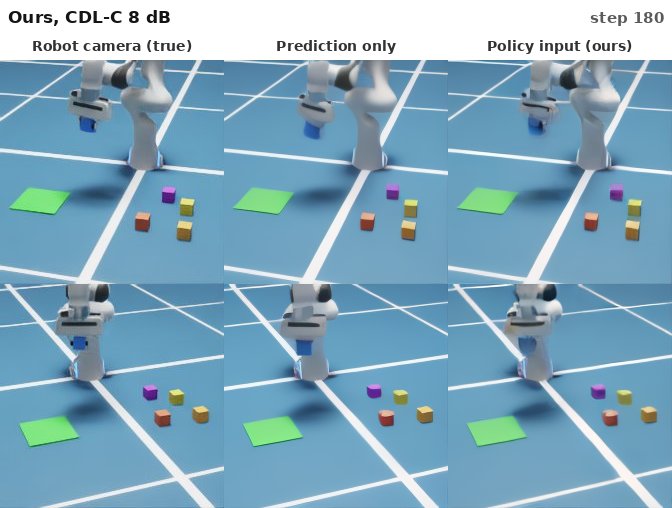 Ours, CDL-C 8 dB
step 180
Robot camera (true)
Prediction only
Policy input (ours)